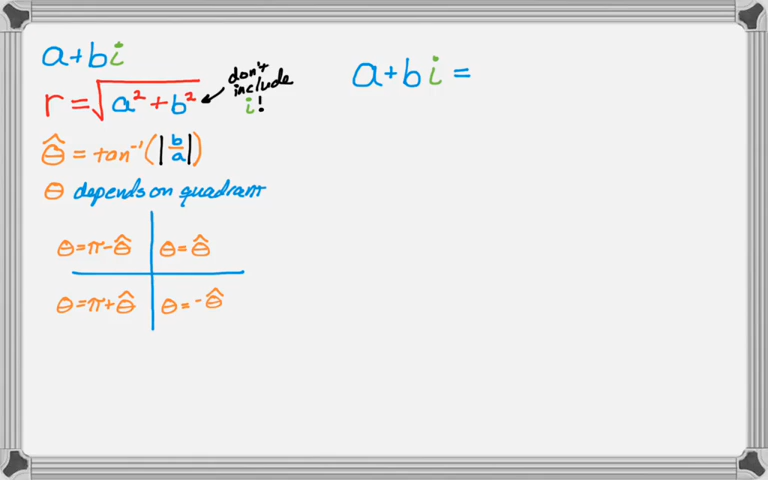 a+bi
r = √a² + b²
don't
include
i!
θ̂ = tan⁻¹(|b/a|)
θ depends on quadrant
θ=π-θ̂ θ=θ̂
θ=π+θ̂ θ=-θ̂
a+bi =